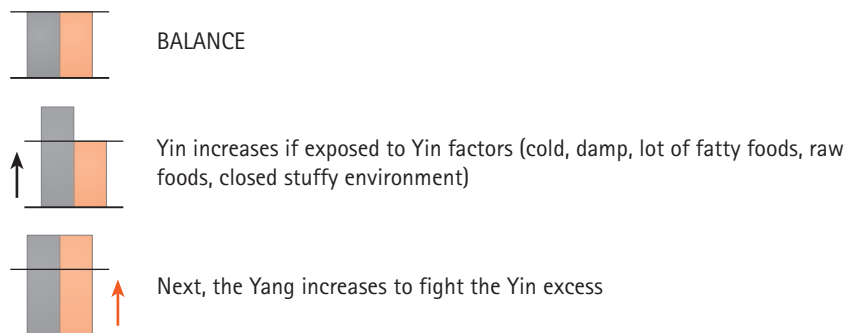 BALANCE
Yin increases if exposed to Yin factors (cold, damp, lot of fatty foods, raw
foods, closed stuffy environment)
Next, the Yang increases to fight the Yin excess